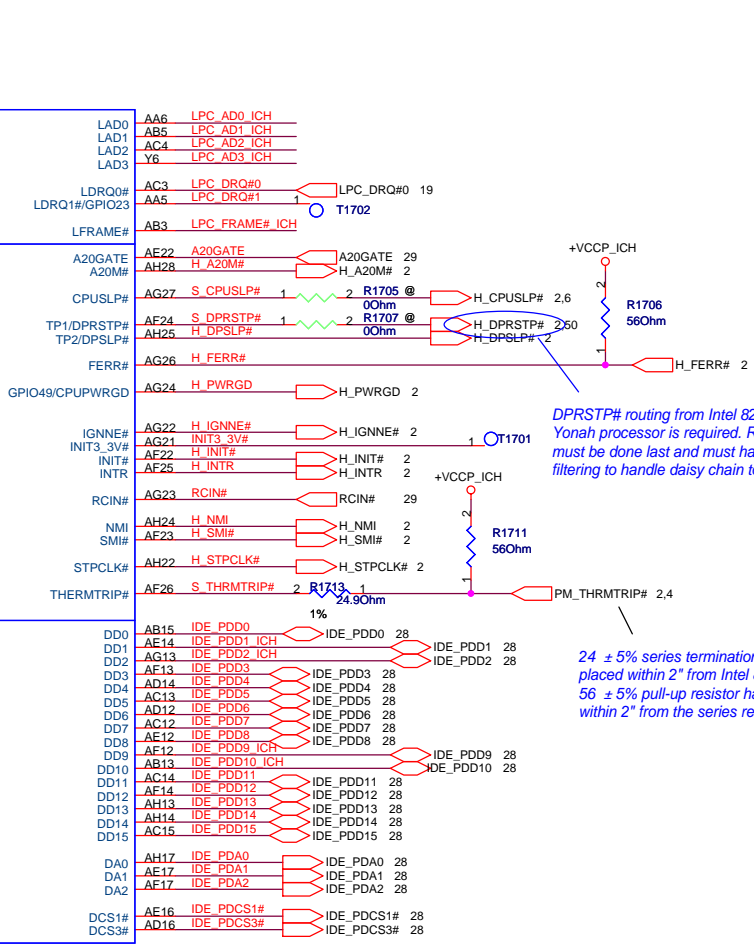 LAD0 AA6 LPC_AD0_ICH
LAD1 AB5 LPC_AD1_ICH
LAD2 AC4 LPC_AD2_ICH
LAD3 Y6 LPC_AD3_ICH
LDRQ0# AC3 LPC_DRQ#0 LPC_DRQ#0 19
LDRQ1#/GPIO23 AA5 LPC_DRQ#1 1 T1702
LFRAME# AB3 LPC_FRAME#_ICH
A20GATE AE22 A20GATE A20GATE 29
A20M# AH28 H_A20M# H_A20M# 2
+VCCP_ICH
CPUSLP# AG27 S_CPUSLP# 1 2 R1705 @ H_CPUSLP# 2,6
0Ohm
2 R1706
56Ohm
1
TP1/DPRSTP# AF24 S_DPRSTP# 1 2 R1707 @ H_DPRSTP# 2,50
0Ohm
TP2/DPSLP# AH25 H_DPSLP# H_DPSLP# 2
FERR# AG26 H_FERR# H_FERR# 2
GPIO49/CPUPWRGD AG24 H_PWRGD H_PWRGD 2
DPRSTP# routing from Intel 82
Yonah processor is required. R
must be done last and must ha
filtering to handle daisy chain to
IGNNE# AG22 H_IGNNE# H_IGNNE# 2
INIT3_3V# AG21 INIT3_3V# 1 T1701
INIT# AF22 H_INIT# H_INIT# 2
INTR AF25 H_INTR H_INTR 2
+VCCP_ICH
RCIN# AG23 RCIN# RCIN# 29
NMI AH24 H_NMI H_NMI 2
SMI# AF23 H_SMI# H_SMI# 2
2 R1711
56Ohm
1
STPCLK# AH22 H_STPCLK# H_STPCLK# 2
THERMTRIP# AF26 S_THRMTRIP# 2 R1713 1 PM_THRMTRIP# 2,4
24.9Ohm
1%
24 ± 5% series termination
placed within 2" from Intel
56 ± 5% pull-up resistor ha
within 2" from the series re
DD0 AB15 IDE_PDD0 IDE_PDD0 28
DD1 AE14 IDE_PDD1_ICH IDE_PDD1 28
DD2 AG13 IDE_PDD2_ICH IDE_PDD2 28
DD3 AF13 IDE_PDD3 IDE_PDD3 28
DD4 AD14 IDE_PDD4 IDE_PDD4 28
DD5 AC13 IDE_PDD5 IDE_PDD5 28
DD6 AD12 IDE_PDD6 IDE_PDD6 28
DD7 AC12 IDE_PDD7 IDE_PDD7 28
DD8 AE12 IDE_PDD8 IDE_PDD8 28
DD9 AF12 IDE_PDD9_ICH IDE_PDD9 28
DD10 AB13 IDE_PDD10_ICH IDE_PDD10 28
DD11 AC14 IDE_PDD11 IDE_PDD11 28
DD12 AF14 IDE_PDD12 IDE_PDD12 28
DD13 AH13 IDE_PDD13 IDE_PDD13 28
DD14 AH14 IDE_PDD14 IDE_PDD14 28
DD15 AC15 IDE_PDD15 IDE_PDD15 28
DA0 AH17 IDE_PDA0 IDE_PDA0 28
DA1 AE17 IDE_PDA1 IDE_PDA1 28
DA2 AF17 IDE_PDA2 IDE_PDA2 28
DCS1# AE16 IDE_PDCS1# IDE_PDCS1# 28
DCS3# AD16 IDE_PDCS3# IDE_PDCS3# 28